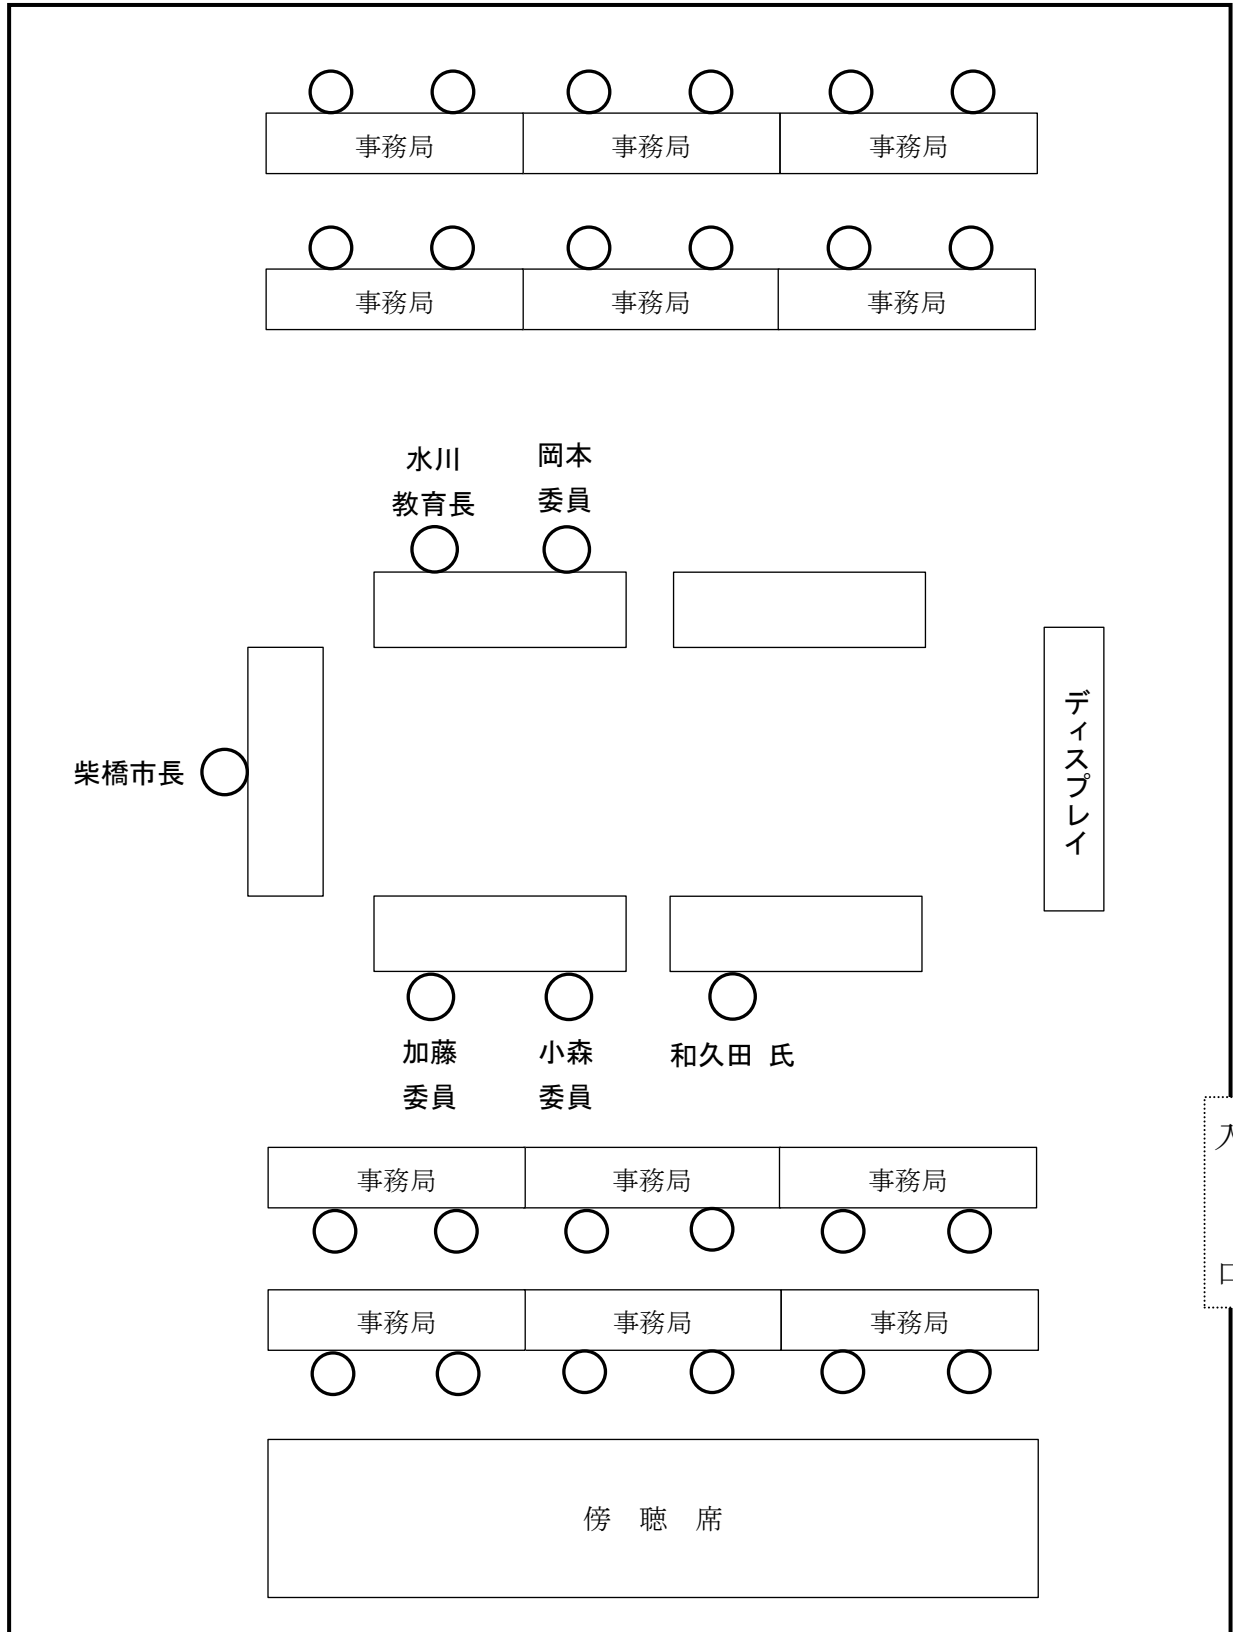 事務局 事務局 事務局
事務局 事務局 事務局
水川
教育長
岡本
委員
柴橋市長
ディスプレイ
加藤
委員
小森
委員
和久田 氏
入
口
事務局 事務局 事務局
事務局 事務局 事務局
傍 聴 席